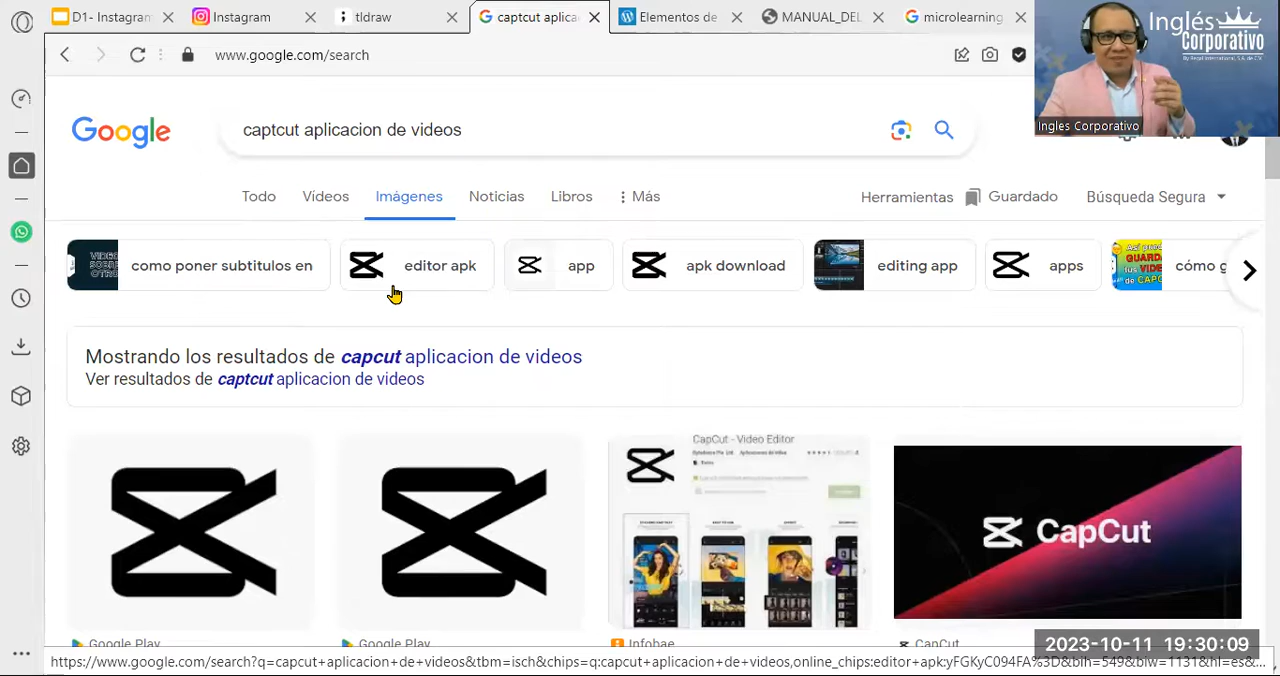 D1- Instagram
Instagram
tldraw
captcut aplica
Elementos de
MANUAL_DEL
microlearning
www.google.com/search
Inglés
Corporativo
By Regal International, S.A. de C.V.
Ingles Corporativo
Google
captcut aplicacion de videos
Todo
Vídeos
Imágenes
Noticias
Libros
Más
Herramientas
Guardado
Búsqueda Segura
como poner subtitulos en
editor apk
app
apk download
editing app
apps
cómo g
Mostrando los resultados de capcut aplicacion de videos
Ver resultados de captcut aplicacion de videos
CapCut - Video Editor
CapCut
Google Play
Google Play
Infobae
CapCut
2023-10-11 19:30:09
https://www.google.com/search?q=capcut+aplicacion+de+videos&tbm=isch&chips=q:capcut+aplicacion+de+videos,online_chips:editor+apk:yFGKyC094FA%3D&bih=549&biw=1131&hl=es&...